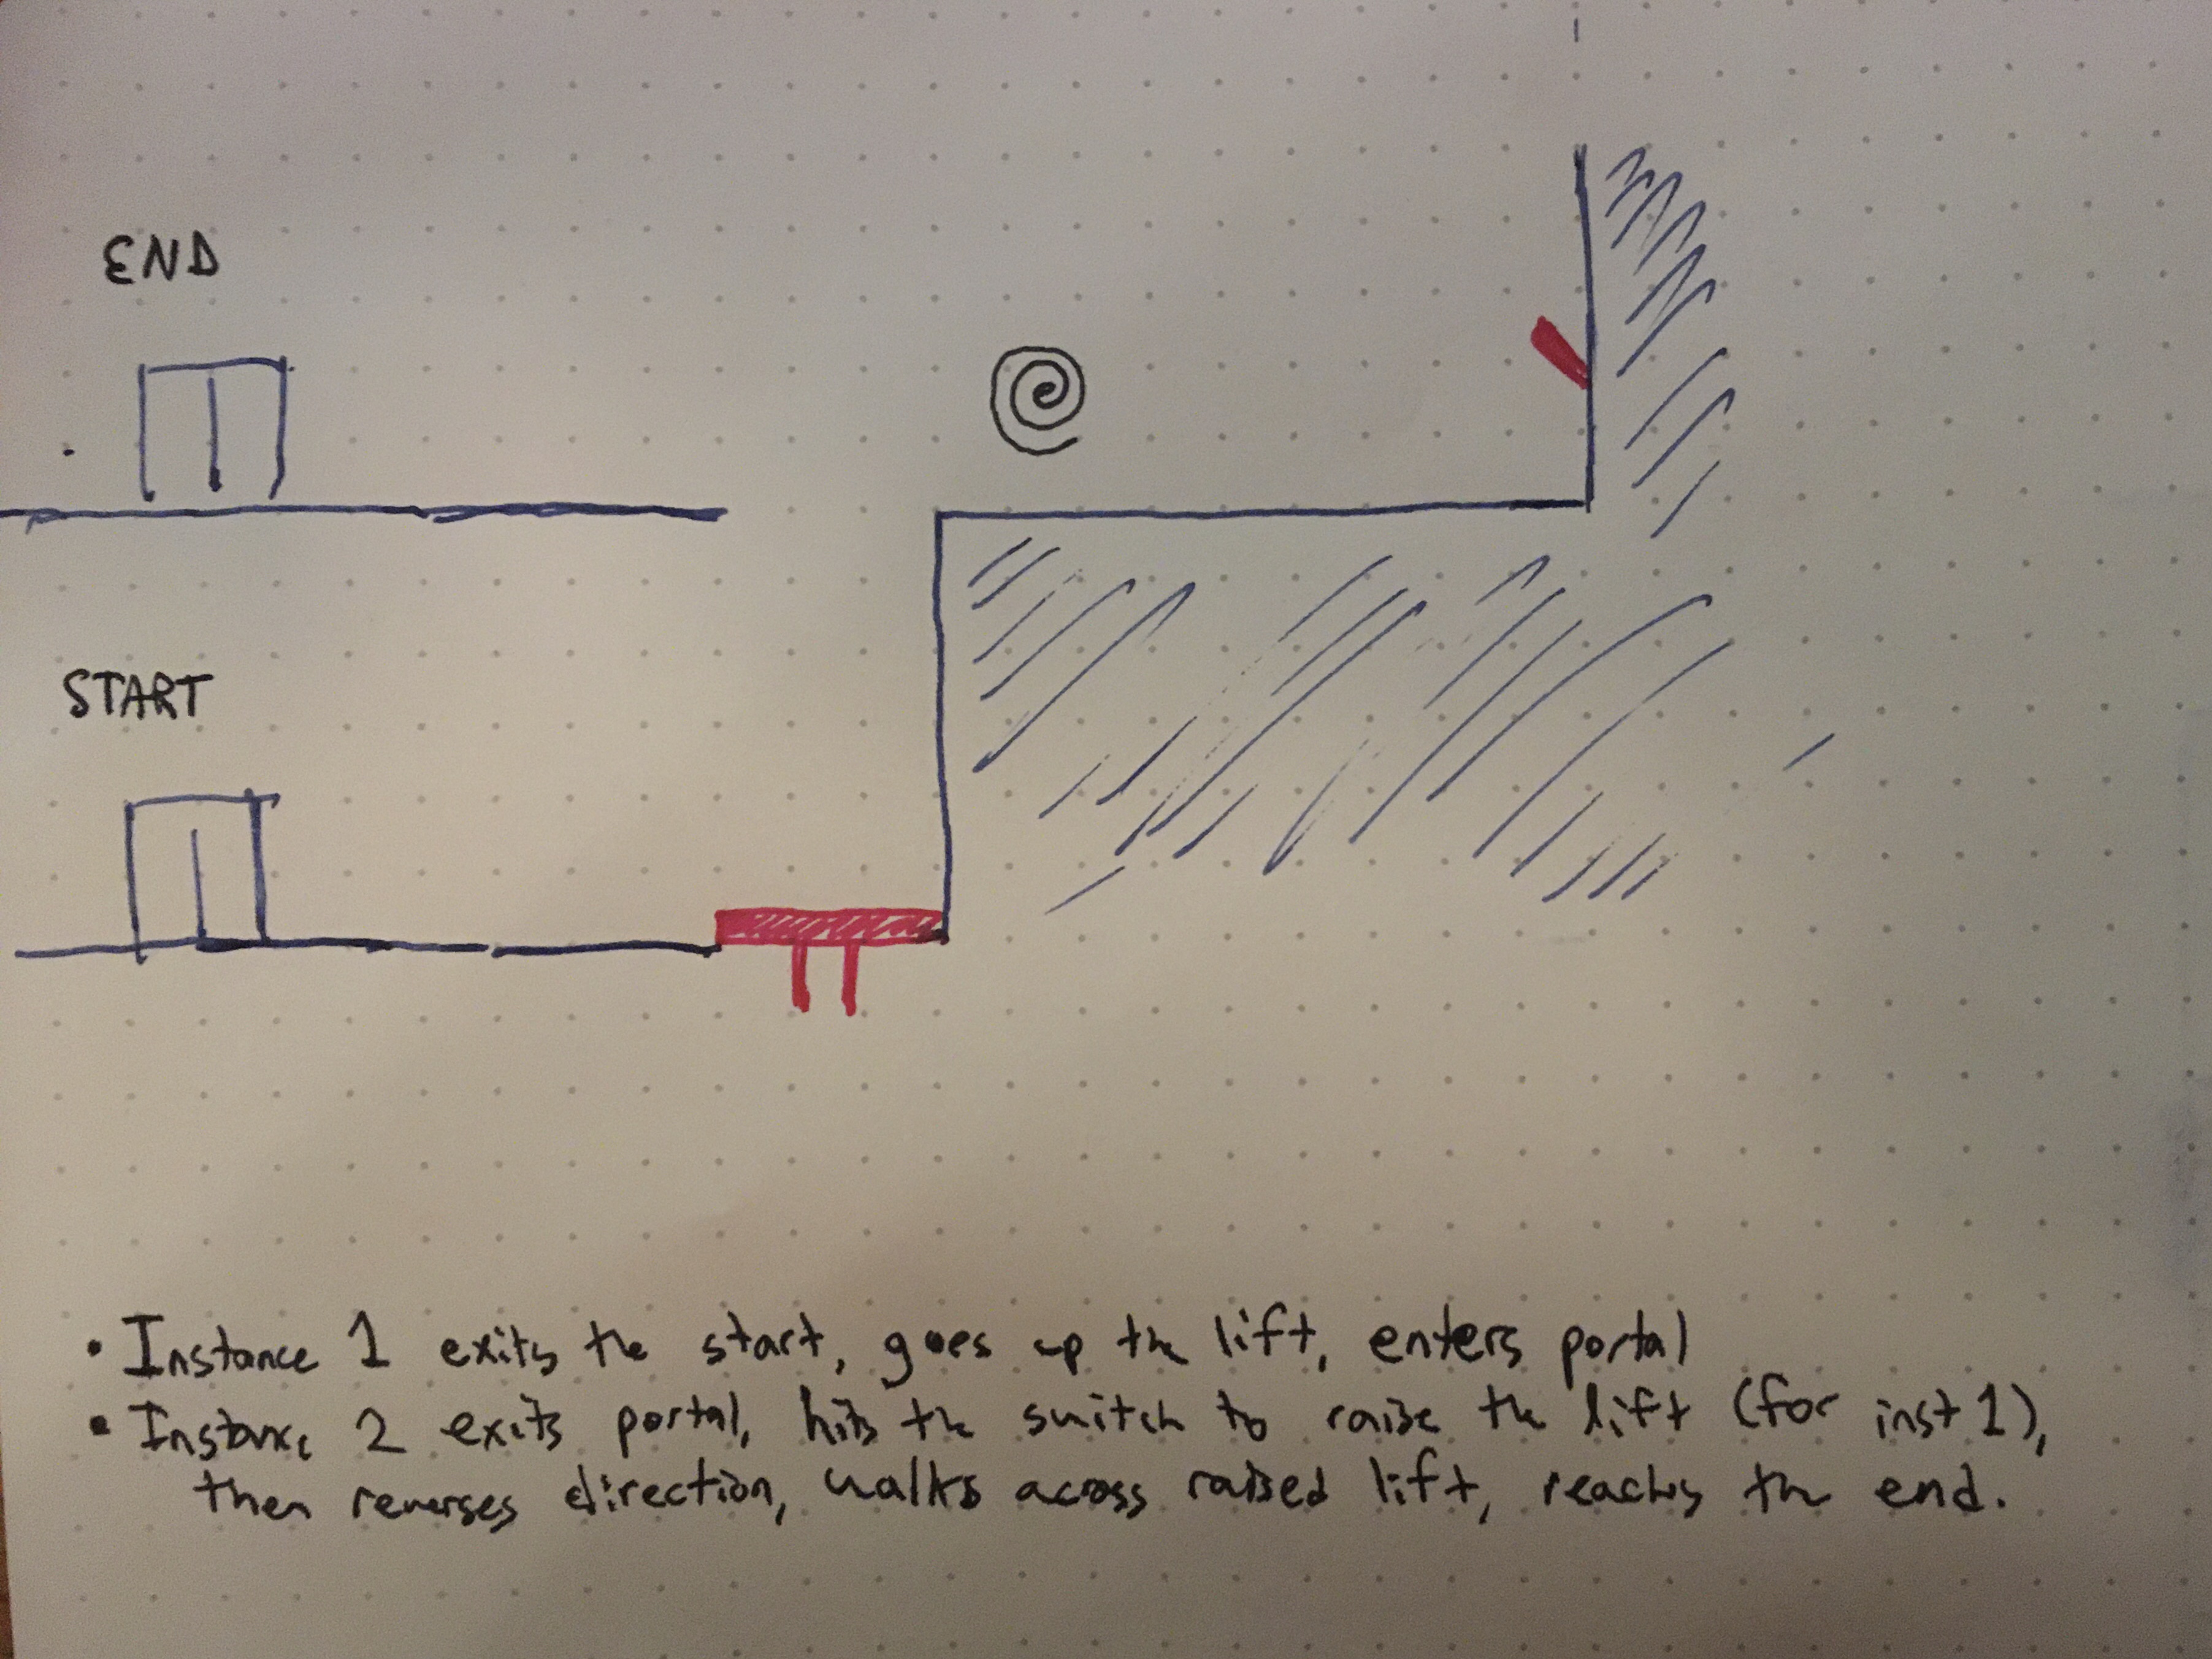 END
START
• Instance 1 exits the start, goes up the lift, enters portal
• Instance 2 exits portal, hits the switch to raise the lift (for inst 1),
then reverses direction, walks across raised lift, reaches the end.